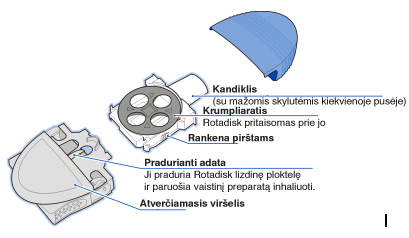 Kandiklis
(su mažomis skylutėmis kiekvienoje pusėje)
Krumpliaratis
Rotadisk pritaisomas prie jo
Rankena pirštams
Pradurianti adata
Ji praduria Rotadisk lizdinę ploktelę
ir paruošia vaistinį preparatą inhaliuoti.
Atverčiamasis viršelis